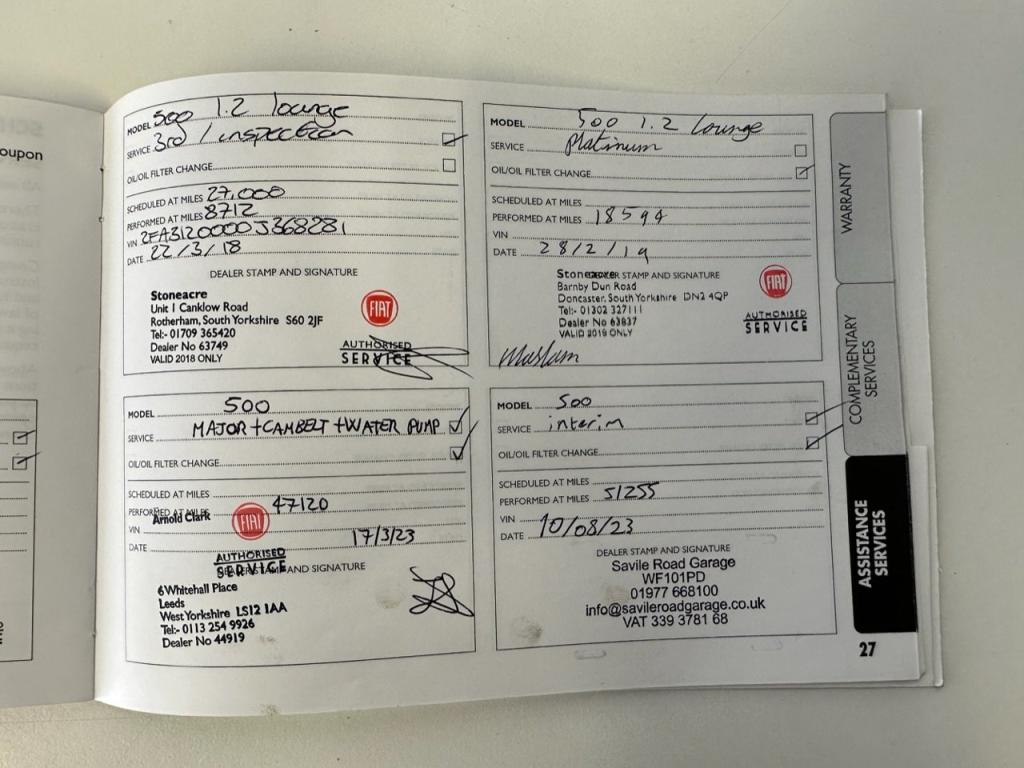 oupon
MODEL 500 1.2 lounge
SERVICE 3rd / inspection
OIL/OIL FILTER CHANGE
SCHEDULED AT MILES 27,000
PERFORMED AT MILES 8712
VIN ZFA3120000J368281
DATE 22/3/18
DEALER STAMP AND SIGNATURE
Stoneacre
Unit 1 Canklow Road
Rotherham, South Yorkshire S60 2JF
Tel:- 01709 365420
Dealer No 63749
VALID 2018 ONLY
FIAT
AUTHORISED
SERVICE
MODEL 500 1.2 Lounge
SERVICE Platinum
OIL/OIL FILTER CHANGE
SCHEDULED AT MILES
PERFORMED AT MILES 18594
VIN
DATE 28/2/19
DEALER STAMP AND SIGNATURE
Stoneacre
Barnby Dun Road
Doncaster, South Yorkshire DN2 4QP
Tel:- 01302 327111
Dealer No 63837
VALID 2019 ONLY
FIAT
AUTHORISED
SERVICE
MODEL 500
SERVICE MAJOR + CAMBELT + WATER PUMP
OIL/OIL FILTER CHANGE
SCHEDULED AT MILES
PERFORMED AT MILES 47120
Arnold Clark
VIN
DATE 17/3/23
FIAT
AUTHORISED
SERVICE
DEALER STAMP AND SIGNATURE
6 Whitehall Place
Leeds
West Yorkshire LS12 1AA
Tel:- 0113 254 9926
Dealer No 44919
MODEL 500
SERVICE interim
OIL/OIL FILTER CHANGE
SCHEDULED AT MILES
PERFORMED AT MILES 51255
VIN
DATE 10/08/23
DEALER STAMP AND SIGNATURE
Savile Road Garage
WF101PD
01977 668100
info@savileroadgarage.co.uk
VAT 339 3781 68
WARRANTY
COMPLEMENTARY
SERVICES
ASSISTANCE
SERVICES
27